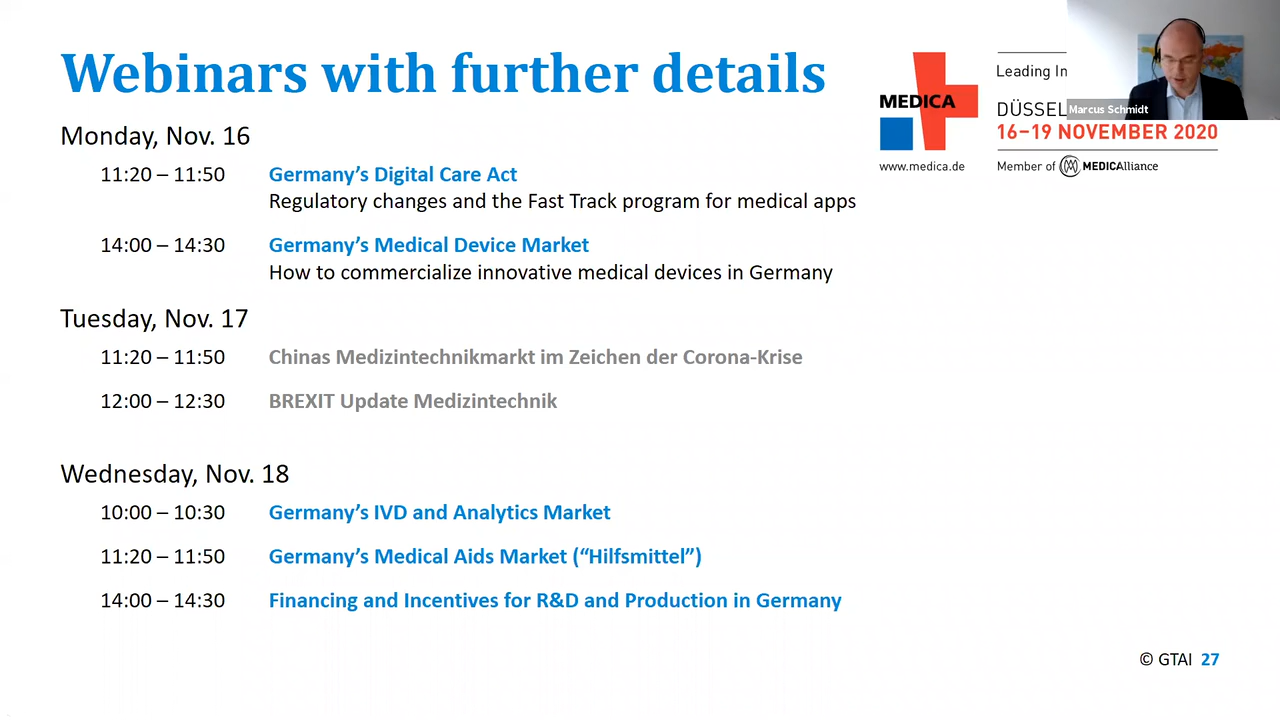 Webinars with further details
Monday, Nov. 16
11:20 – 11:50 Germany's Digital Care Act
Regulatory changes and the Fast Track program for medical apps
14:00 – 14:30 Germany's Medical Device Market
How to commercialize innovative medical devices in Germany
Tuesday, Nov. 17
11:20 – 11:50 Chinas Medizintechnikmarkt im Zeichen der Corona-Krise
12:00 – 12:30 BREXIT Update Medizintechnik
Wednesday, Nov. 18
10:00 – 10:30 Germany's IVD and Analytics Market
11:20 – 11:50 Germany's Medical Aids Market (“Hilfsmittel”)
14:00 – 14:30 Financing and Incentives for R&D and Production in Germany
MEDICA
www.medica.de
Leading In
DÜSSEL
Marcus Schmidt
16–19 NOVEMBER 2020
Member of MEDICAlliance
© GTAI 27